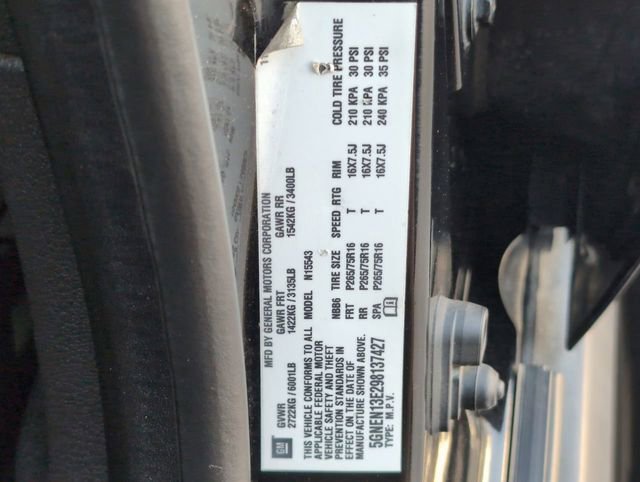 MFD BY GENERAL MOTORS CORPORATION
GVWR GAWR FRT GAWR RR
2722KG / 6001LB 1422KG / 3135LB 1542KG / 3400LB
GM
THIS VEHICLE CONFORMS TO ALL
APPLICABLE FEDERAL MOTOR
VEHICLE SAFETY AND THEFT
PREVENTION STANDARDS IN
EFFECT ON THE DATE OF
MANUFACTURE SHOWN ABOVE.
5GNEN13E298137427
TYPE: M.P.V.
MODEL N15543
NBB6 TIRE SIZE SPEED RTG RIM COLD TIRE PRESSURE
FRT P265/75R16 T 16X7.5J 210 KPA 30 PSI
RR P265/75R16 T 16X7.5J 210 KPA 30 PSI
SPA P265/75R16 T 16X7.5J 240 KPA 35 PSI